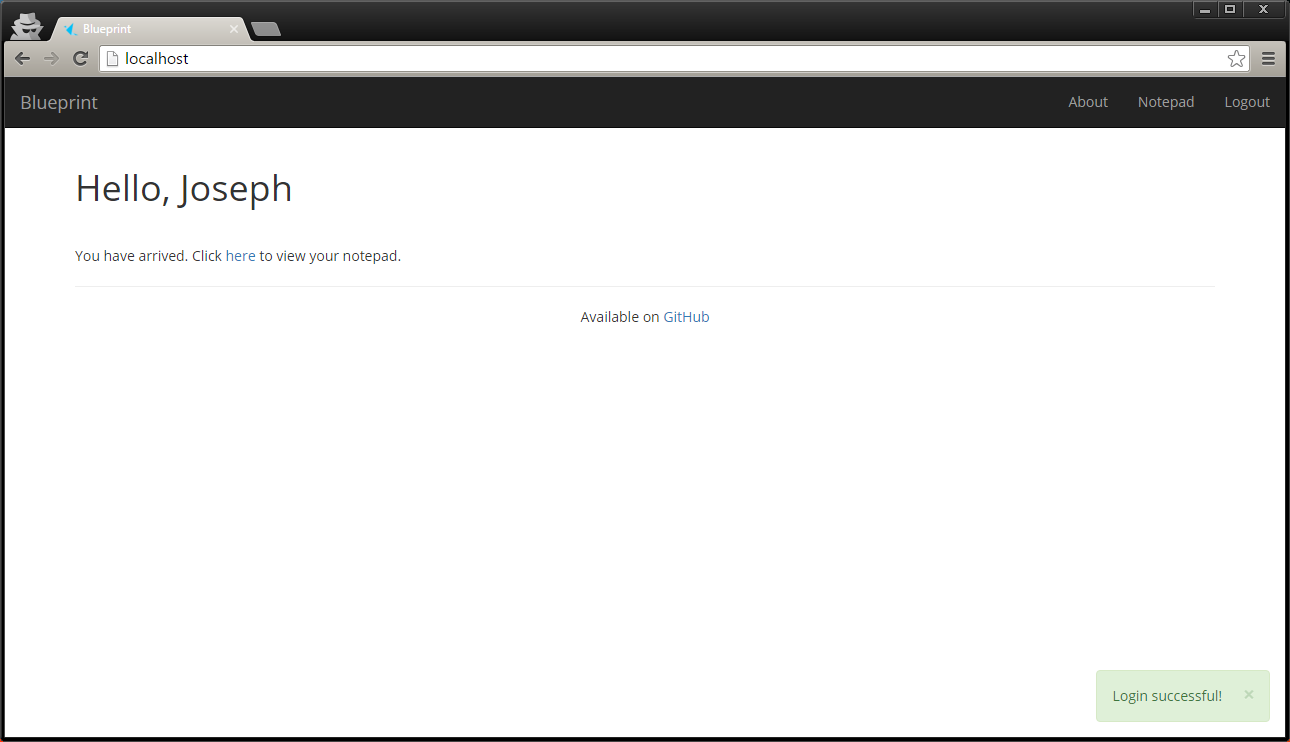 Blueprint
localhost
Blueprint About Notepad Logout
Hello, Joseph
You have arrived. Click here to view your notepad.
Available on GitHub
Login successful! ×